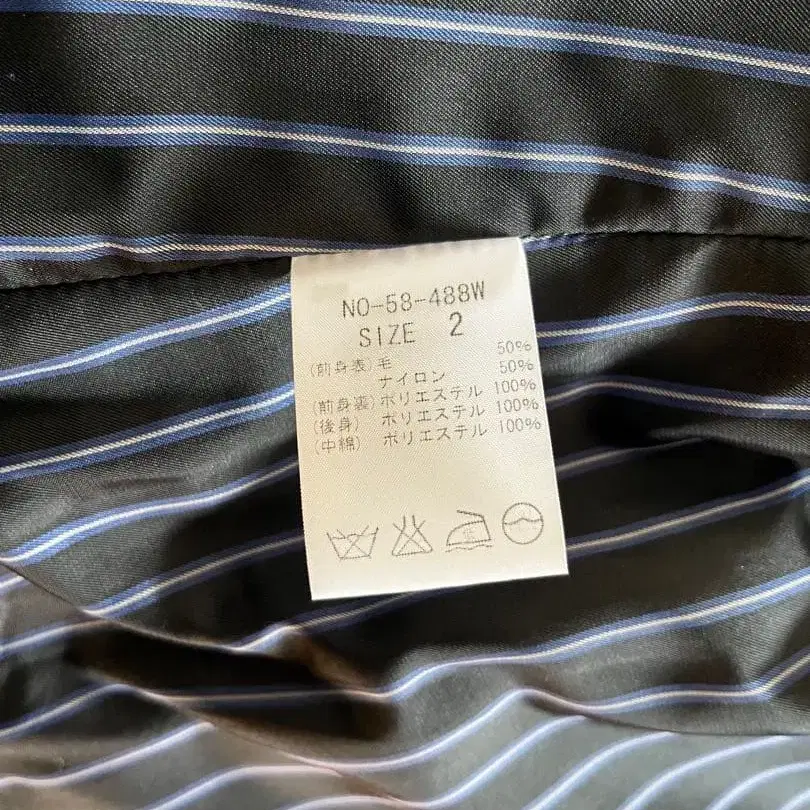 NO-58-488W
SIZE 2
(前身表)毛 50%
ナイロン 50%
(前身裏)ポリエステル 100%
(後身) ポリエステル 100%
(中綿) ポリエステル 100%